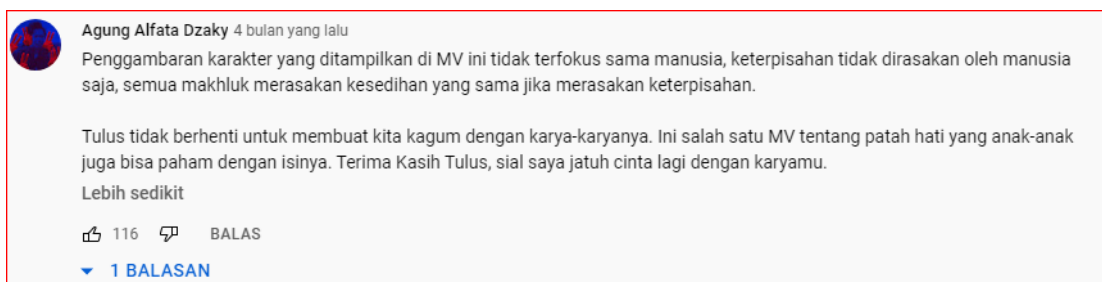 Agung Alfata Dzaky 4 bulan yang lalu
Penggambaran karakter yang ditampilkan di MV ini tidak terfokus sama manusia, keterpisahan tidak dirasakan oleh manusia
saja, semua makhluk merasakan kesedihan yang sama jika merasakan keterpisahan.
Tulus tidak berhenti untuk membuat kita kagum dengan karya-karyanya. Ini salah satu MV tentang patah hati yang anak-anak
juga bisa paham dengan isinya. Terima Kasih Tulus, sial saya jatuh cinta lagi dengan karyamu.
Lebih sedikit
116 BALAS
1 BALASAN